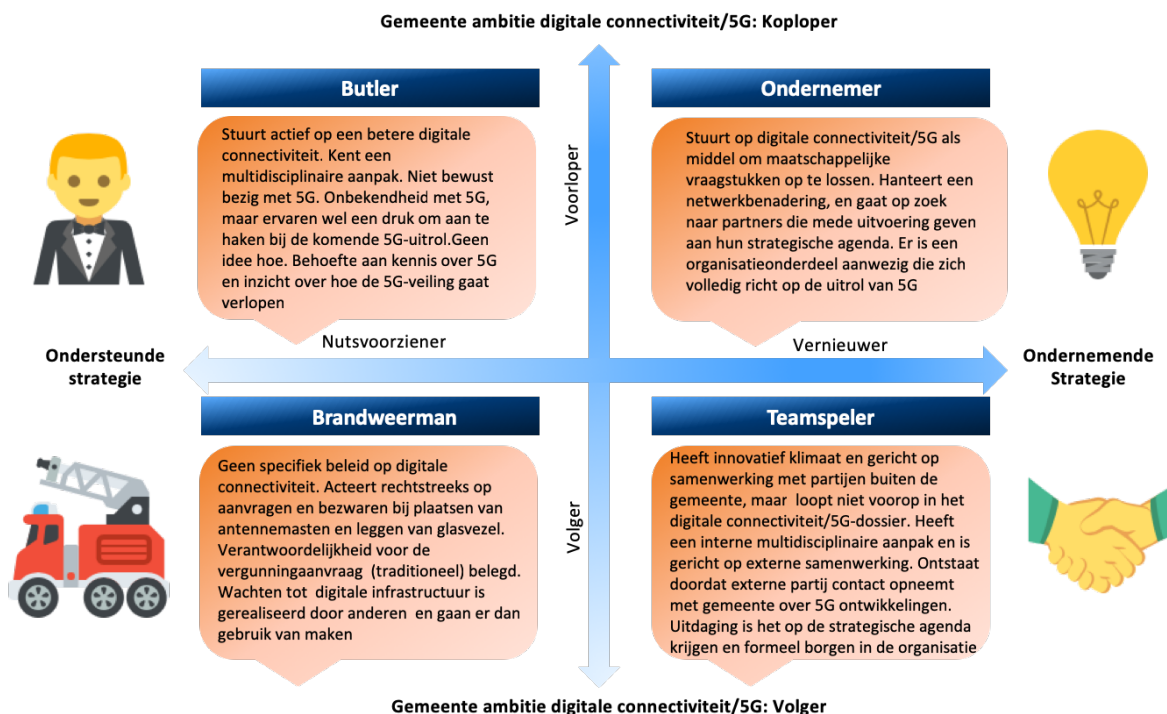 Gemeente ambitie digitale connectiviteit/5G: Koploper
Butler
Stuurt actief op een betere digitale
connectiviteit. Kent een
multidisciplinaire aanpak. Niet bewust
bezig met 5G. Onbekendheid met 5G,
maar ervaren wel een druk om aan te
haken bij de komende 5G-uitrol.Geen
idee hoe. Behoefte aan kennis over 5G
en inzicht over hoe de 5G-veiling gaat
verlopen
Voorloper
Ondernemer
Stuurt op digitale connectiviteit/5G als
middel om maatschappelijke
vraagstukken op te lossen. Hanteert een
netwerkbenadering, en gaat op zoek
naar partners die mede uitvoering geven
aan hun strategische agenda. Er is een
organisatieonderdeel aanwezig die zich
volledig richt op de uitrol van 5G
Ondersteunde
strategie
Nutsvoorziener
Vernieuwer
Ondernemende
Strategie
Brandweerman
Geen specifiek beleid op digitale
connectiviteit. Acteert rechtstreeks op
aanvragen en bezwaren bij plaatsen van
antennemasten en leggen van glasvezel.
Verantwoordelijkheid voor de
vergunningaanvraag (traditioneel) belegd.
Wachten tot digitale infrastructuur is
gerealiseerd door anderen en gaan er dan
gebruik van maken
Volger
Teamspeler
Heeft innovatief klimaat en gericht op
samenwerking met partijen buiten de
gemeente, maar loopt niet voorop in het
digitale connectiviteit/5G-dossier. Heeft
een interne multidisciplinaire aanpak en is
gericht op externe samenwerking. Ontstaat
doordat externe partij contact opneemt
met gemeente over 5G ontwikkelingen.
Uitdaging is het op de strategische agenda
krijgen en formeel borgen in de organisatie
Gemeente ambitie digitale connectiviteit/5G: Volger